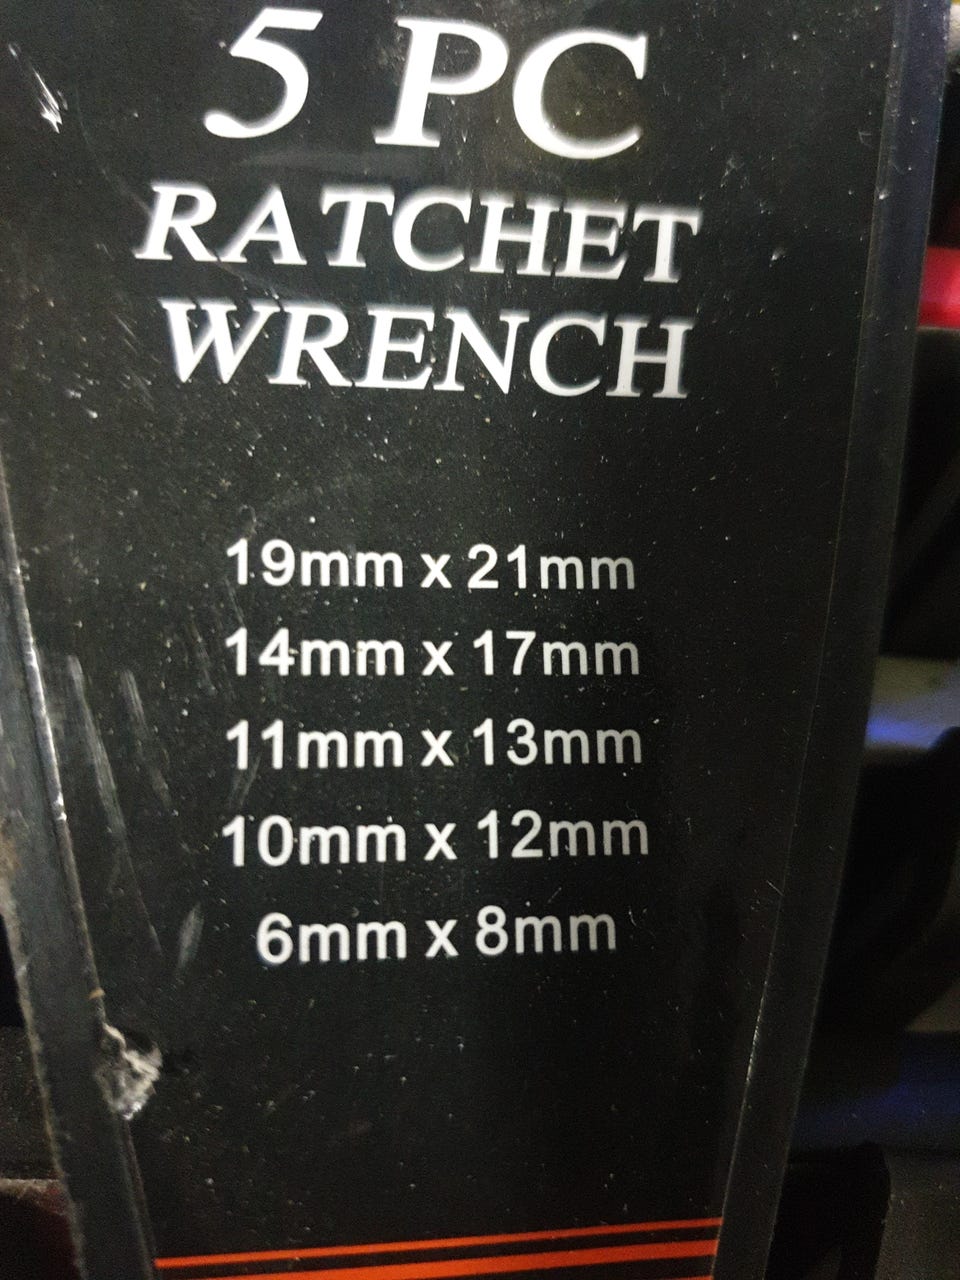 5 PC
RATCHET
WRENCH
19mm x 21mm
14mm x 17mm
11mm x 13mm
10mm x 12mm
6mm x 8mm